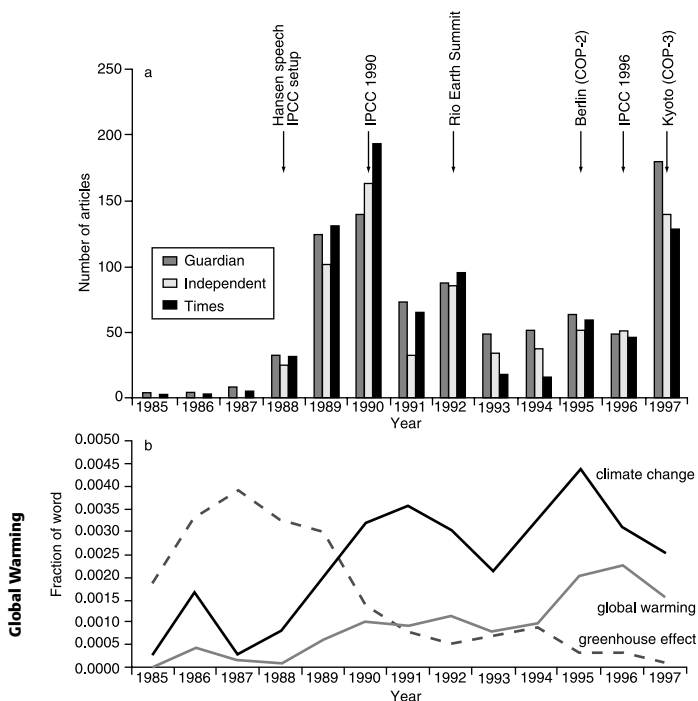 a
Hansen speech
IPCC setup
IPCC 1990
Rio Earth Summit
Berlin (COP-2)
IPCC 1996
Kyoto (COP-3)
250
200
150
100
50
0
Number of articles
Guardian
Independent
Times
1985 1986 1987 1988 1989 1990 1991 1992 1993 1994 1995 1996 1997
Year
Global Warming
b
0.0050
0.0045
0.0040
0.0035
0.0030
0.0025
0.0020
0.0015
0.0010
0.0005
0.0000
Fraction of word
climate change
global warming
greenhouse effect
1985 1986 1987 1988 1989 1990 1991 1992 1993 1994 1995 1996 1997
Year